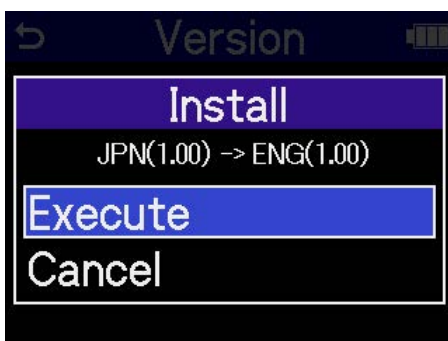 Version
Install
JPN(1.00) -> ENG(1.00)
Execute
Cancel